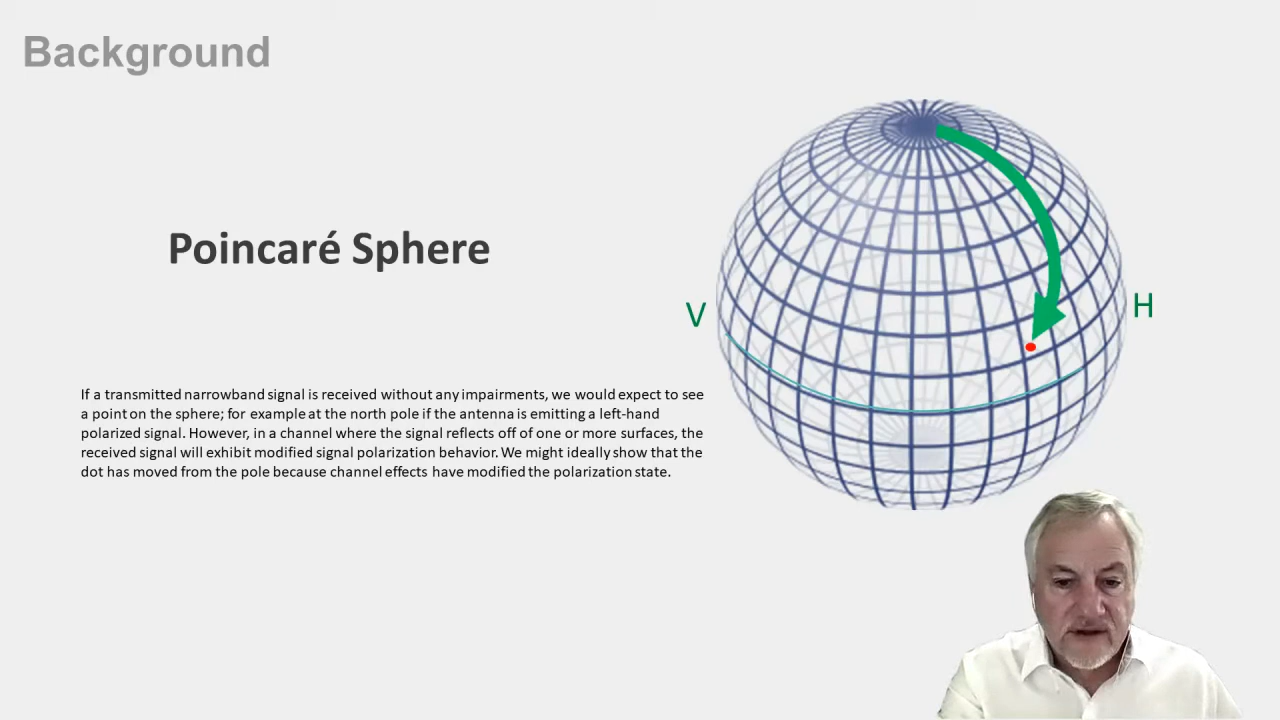 Background
Poincaré Sphere
V
H
If a transmitted narrowband signal is received without any impairments, we would expect to see
a point on the sphere; for example at the north pole if the antenna is emitting a left-hand
polarized signal. However, in a channel where the signal reflects off of one or more surfaces, the
received signal will exhibit modified signal polarization behavior. We might ideally show that the
dot has moved from the pole because channel effects have modified the polarization state.